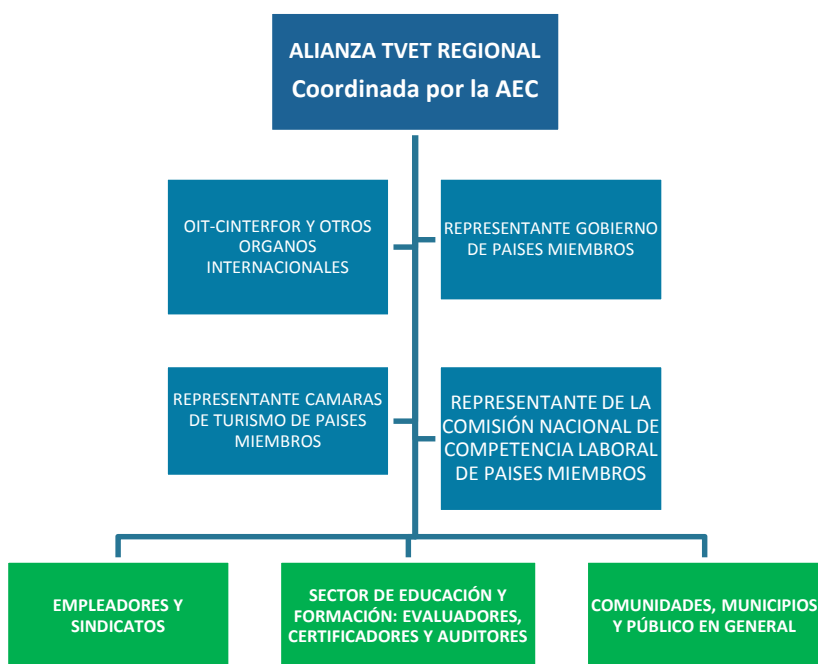 ALIANZA TVET REGIONAL
Coordinada por la AEC
OIT-CINTERFOR Y OTROS
ORGANOS
INTERNACIONALES
REPRESENTANTE GOBIERNO
DE PAISES MIEMBROS
REPRESENTANTE CAMARAS
DE TURISMO DE PAISES
MIEMBROS
REPRESENTANTE DE LA
COMISIÓN NACIONAL DE
COMPETENCIA LABORAL
DE PAISES MIEMBROS
EMPLEADORES Y
SINDICATOS
SECTOR DE EDUCACIÓN Y
FORMACIÓN: EVALUADORES,
CERTIFICADORES Y AUDITORES
COMUNIDADES, MUNICIPIOS
Y PÚBLICO EN GENERAL